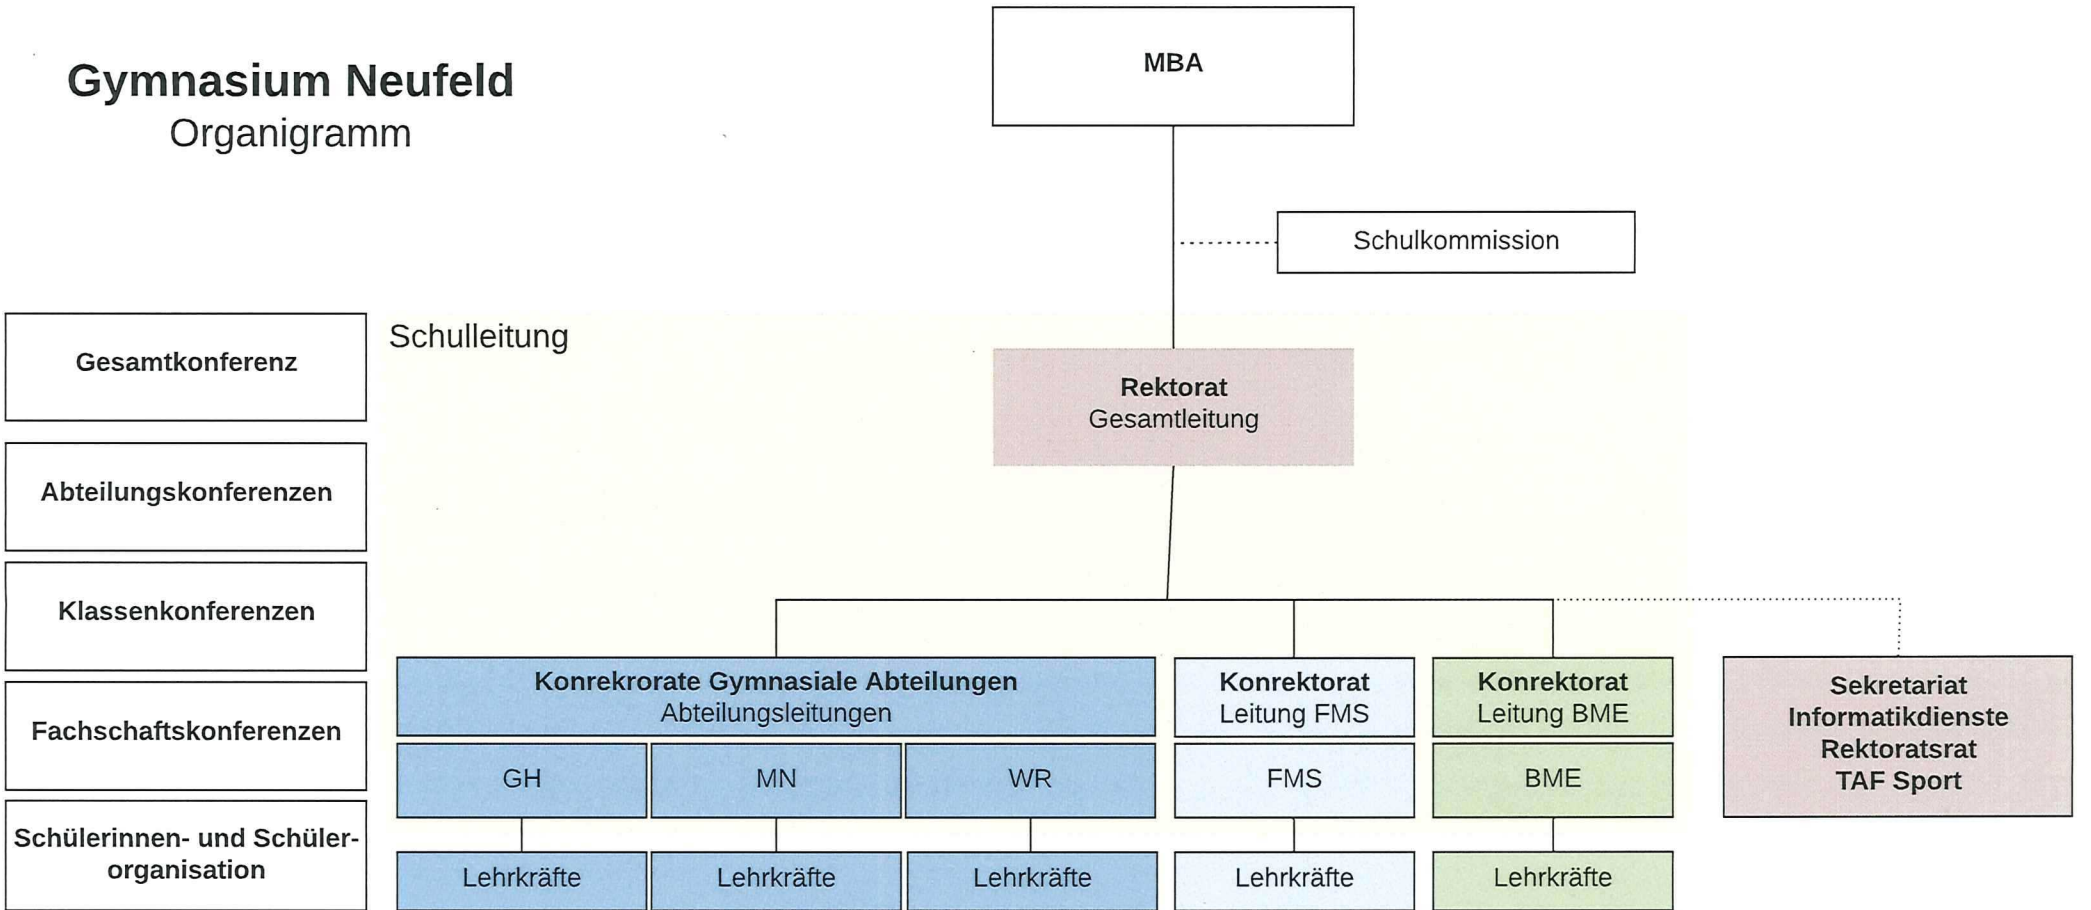 Gymnasium Neufeld
Organigramm
MBA
Schulkommission
Gesamtkonferenz
Abteilungskonferenzen
Klassenkonferenzen
Fachschaftskonferenzen
Schülerinnen- und Schüler-
organisation
Schulleitung
Rektorat
Gesamtleitung
Konrekrorate Gymnasiale Abteilungen
Abteilungsleitungen
GH
MN
WR
Lehrkräfte
Lehrkräfte
Lehrkräfte
Konrektorat
Leitung FMS
FMS
Lehrkräfte
Konrektorat
Leitung BME
BME
Lehrkräfte
Sekretariat
Informatikdienste
Rektoratsrat
TAF Sport